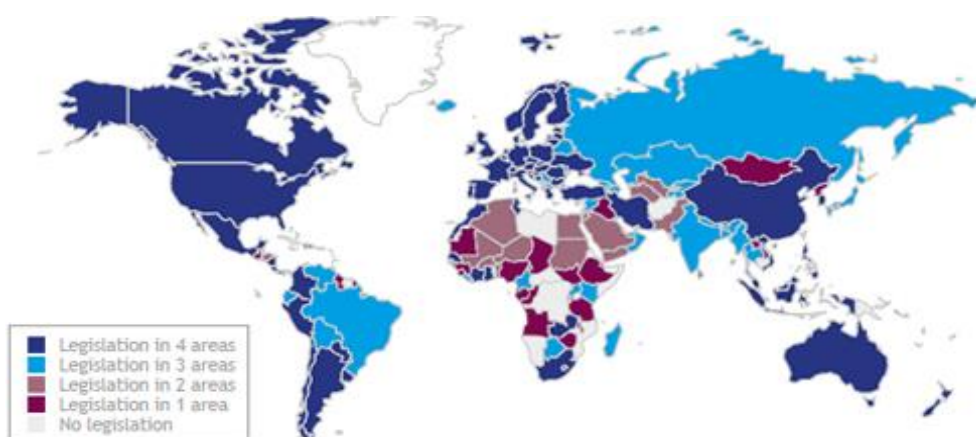 Legislation in 4 areas
Legislation in 3 areas
Legislation in 2 areas
Legislation in 1 area
No legislation